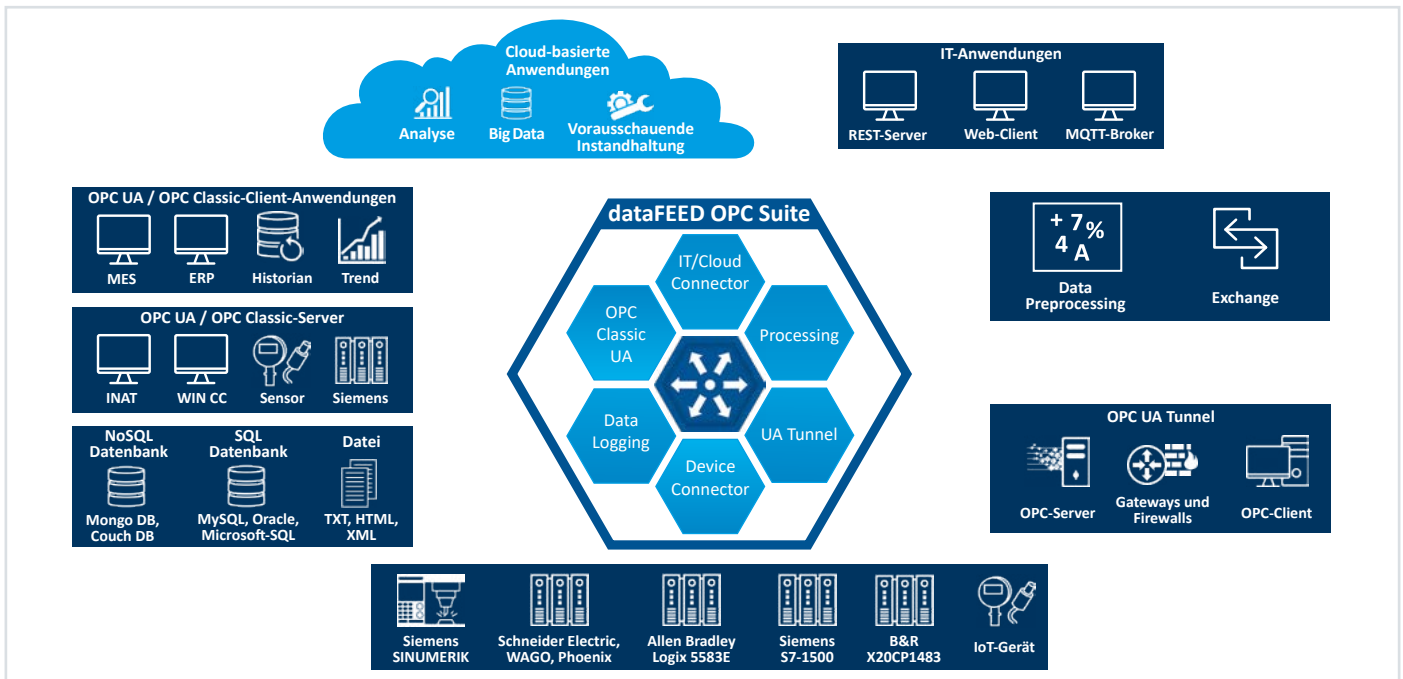 Cloud-basierte
Anwendungen
Analyse
Big Data
Vorausschauende
Instandhaltung
IT-Anwendungen
REST-Server
Web-Client
MQTT-Broker
OPC UA / OPC Classic-Client-Anwendungen
MES
ERP
Historian
Trend
OPC UA / OPC Classic-Server
INAT
WIN CC
Sensor
Siemens
NoSQL
Datenbank
Mongo DB,
Couch DB
SQL
Datenbank
MySQL, Oracle,
Microsoft-SQL
Datei
TXT, HTML,
XML
dataFEED OPC Suite
IT/Cloud
Connector
OPC
Classic
UA
Processing
Data
Logging
UA Tunnel
Device
Connector
+ 7%
4 A
Data
Preprocessing
Exchange
OPC UA Tunnel
OPC-Server
Gateways und
Firewalls
OPC-Client
Siemens
SINUMERIK
Schneider Electric,
WAGO, Phoenix
Allen Bradley
Logix 5583E
Siemens
S7-1500
B&R
X20CP1483
IoT-Gerät